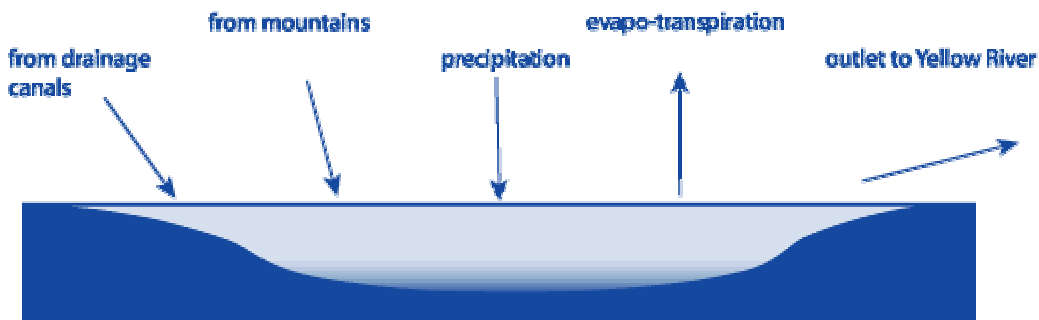 from drainage
canals
from mountains
precipitation
evapo-transpiration
outlet to Yellow River